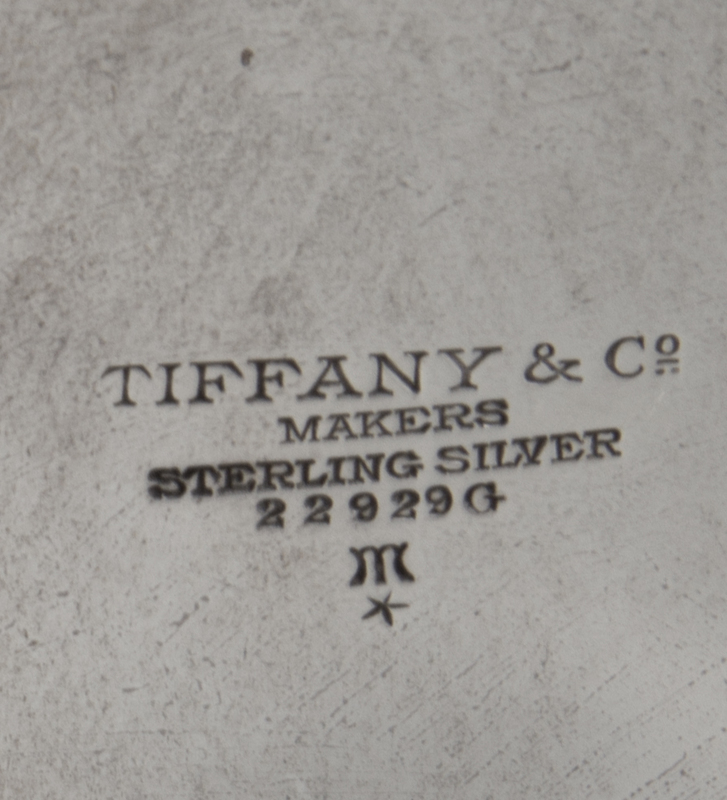 TIFFANY & Cº
MAKERS
STERLING SILVER
22929G
m